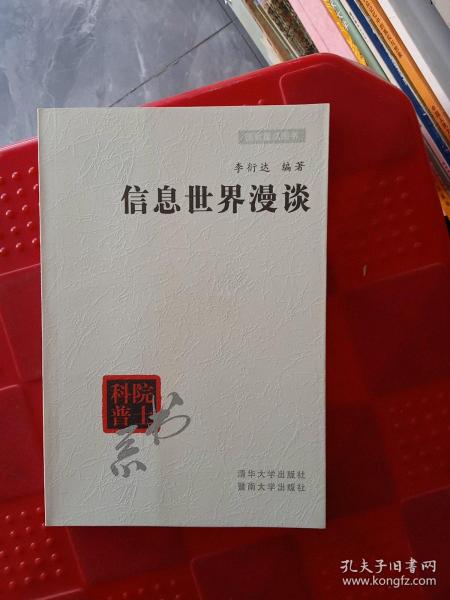 李衍达 编著
信息世界漫谈
院士
科普
书系
清华大学出版社
暨南大学出版社
孔夫子旧书网
www.kongfz.com